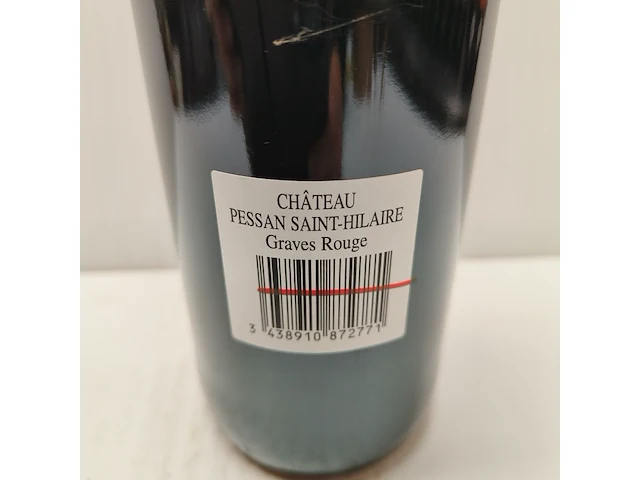 CHÂTEAU
PESSAN SAINT-HILAIRE
Graves Rouge
3 438910 872771